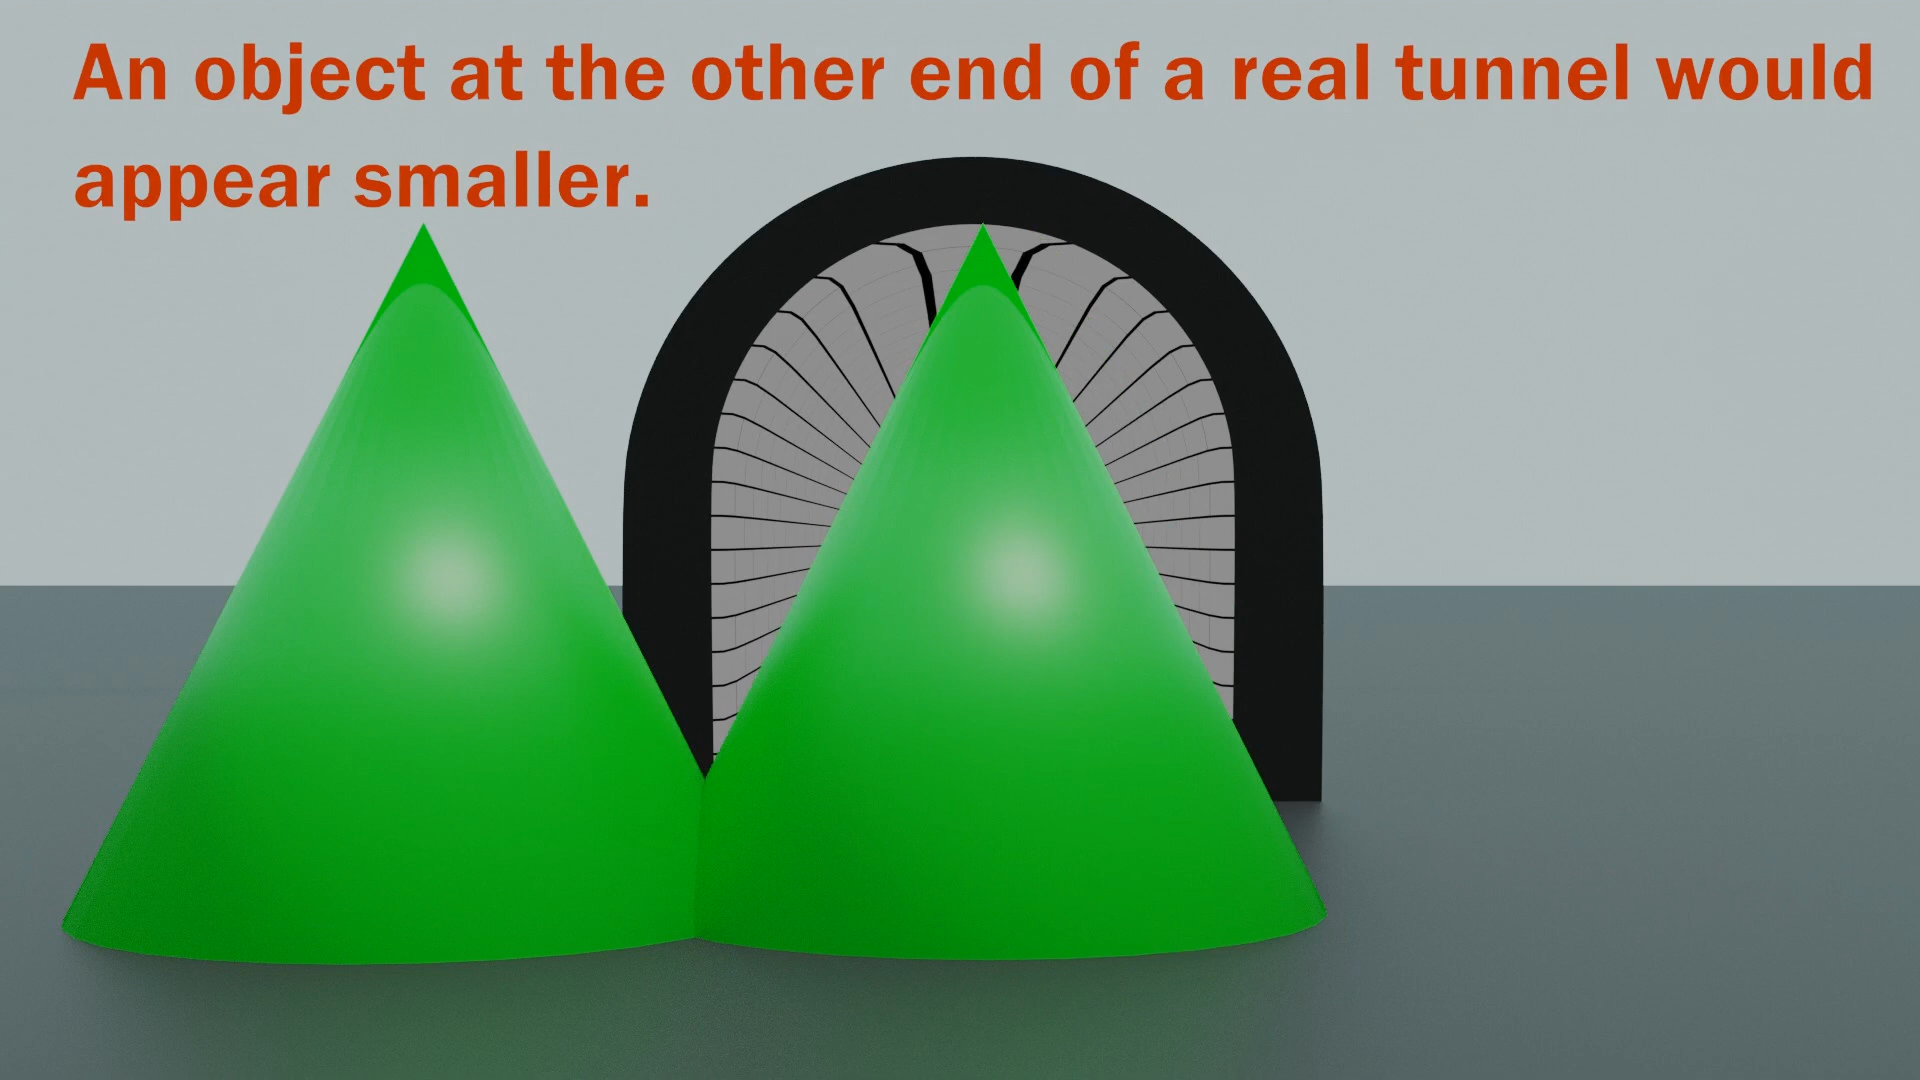 An object at the other end of a real tunnel would
appear smaller.